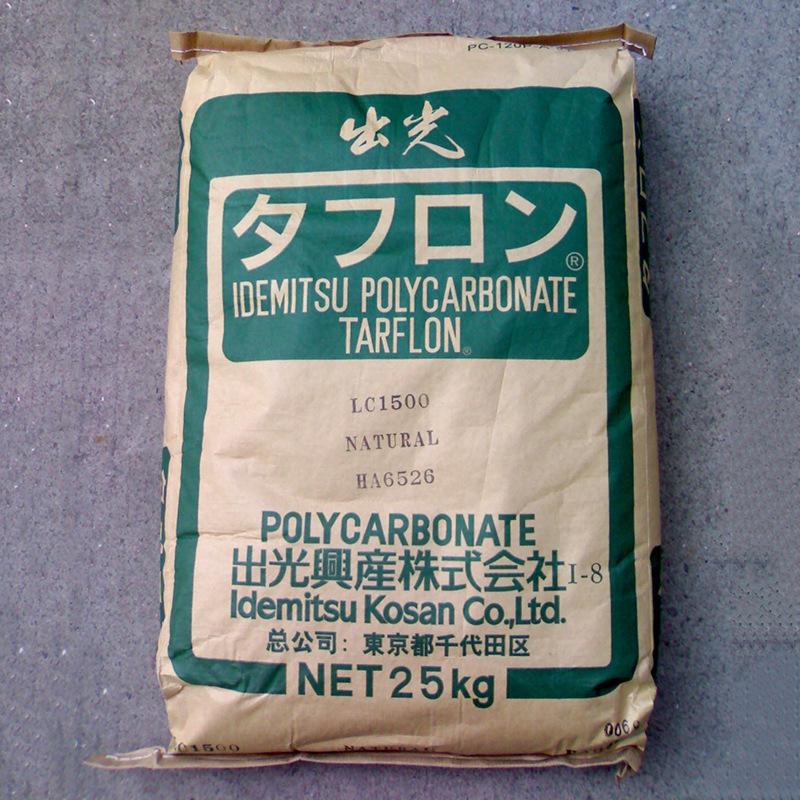 出光
タフロン®
IDEMITSU POLYCARBONATE
TARFLON®
LC1500
NATURAL
HA6526
POLYCARBONATE
出光興産株式会社 I-8
Idemitsu Kosan Co.,Ltd.
总公司: 東京都千代田区
NET 25kg
LC1500 NATURAL